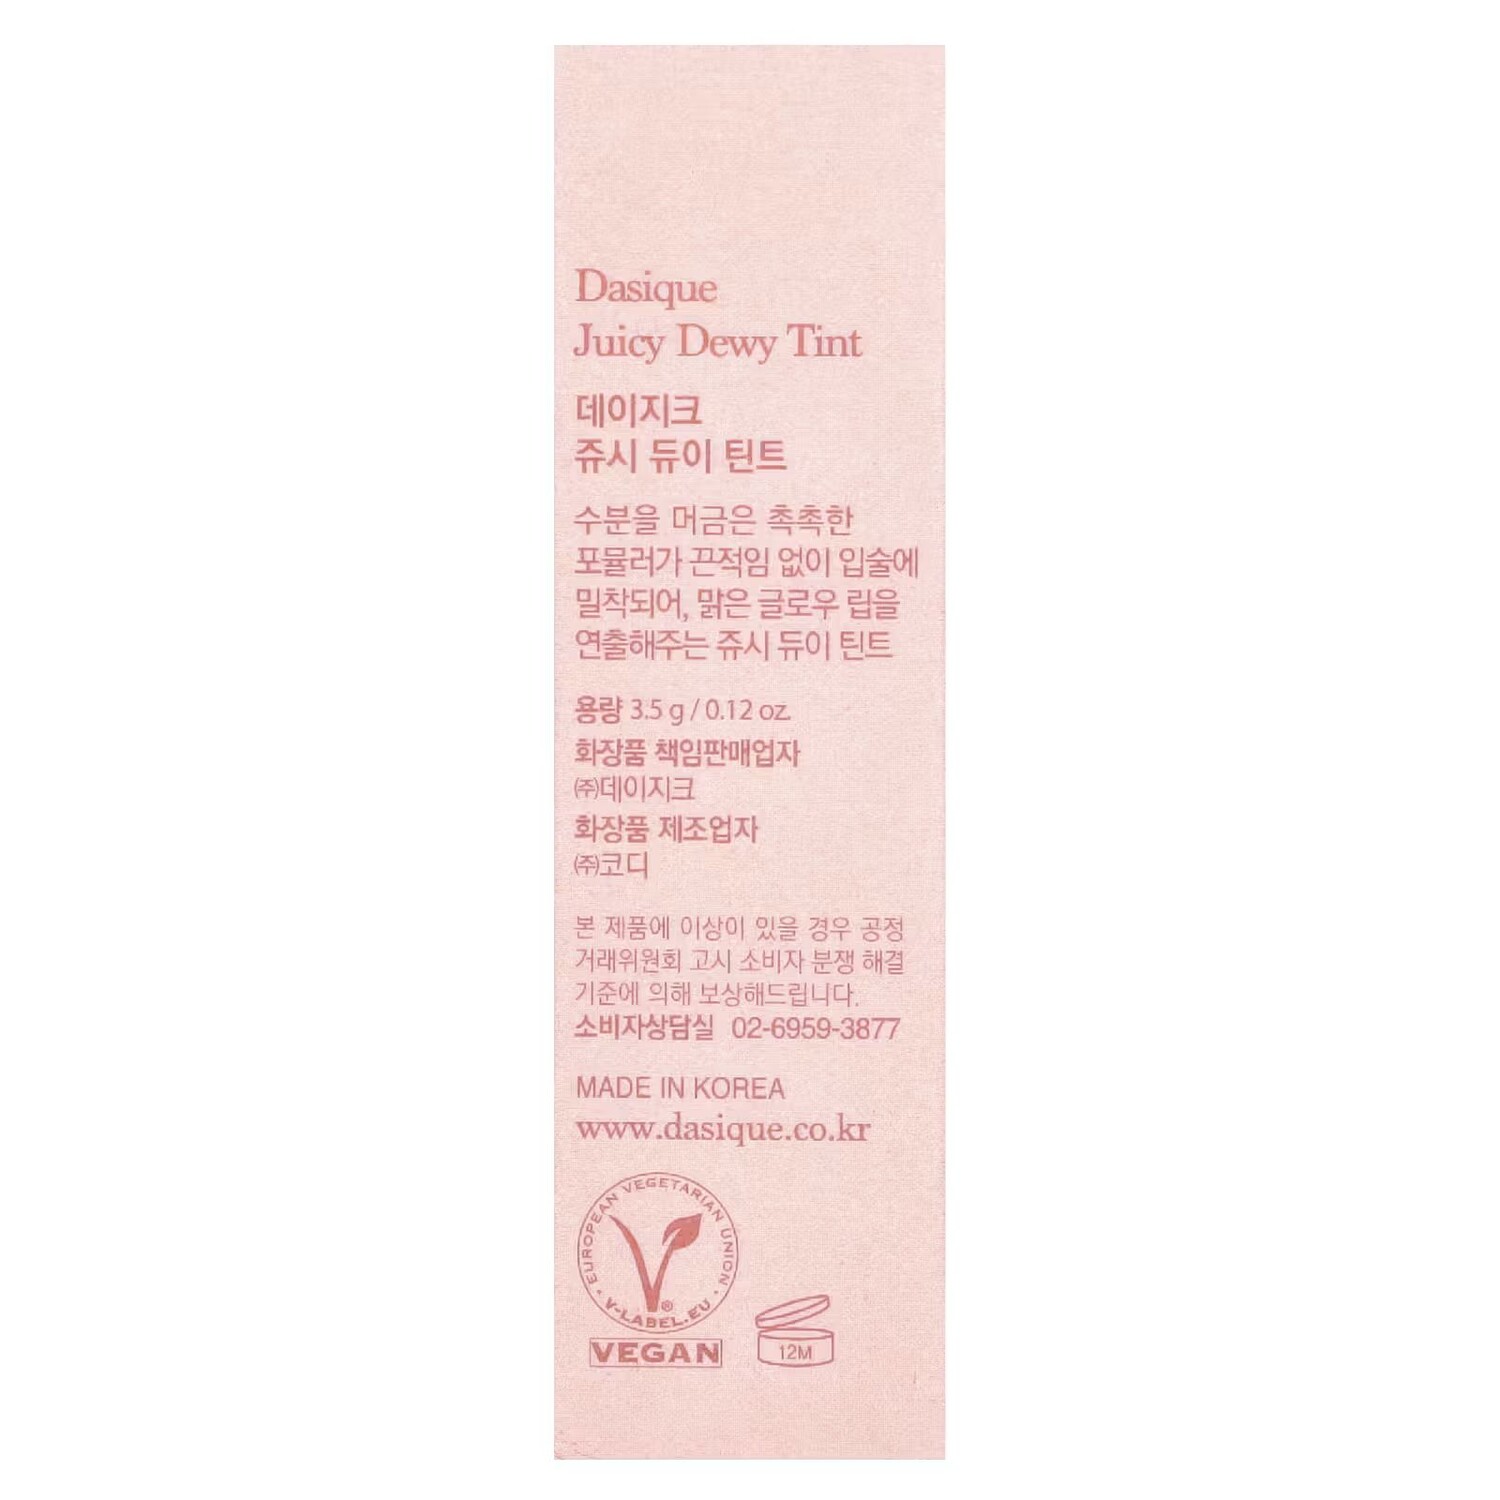 Dasique
Juicy Dewy Tint
데이지크
쥬시 듀이 틴트
수분을 머금은 촉촉한
포뮬러가 끈적임 없이 입술에
밀착되어, 맑은 글로우 립을
연출해주는 쥬시 듀이 틴트
용량 3.5 g / 0.12 oz.
화장품 책임판매업자
㈜데이지크
화장품 제조업자
㈜코디
본 제품에 이상이 있을 경우 공정
거래위원회 고시 소비자 분쟁 해결
기준에 의해 보상해드립니다.
소비자상담실 02-6959-3877
MADE IN KOREA
www.dasique.co.kr
EUROPEAN VEGETARIAN UNION
V-LABEL.EU
®
VEGAN
12M